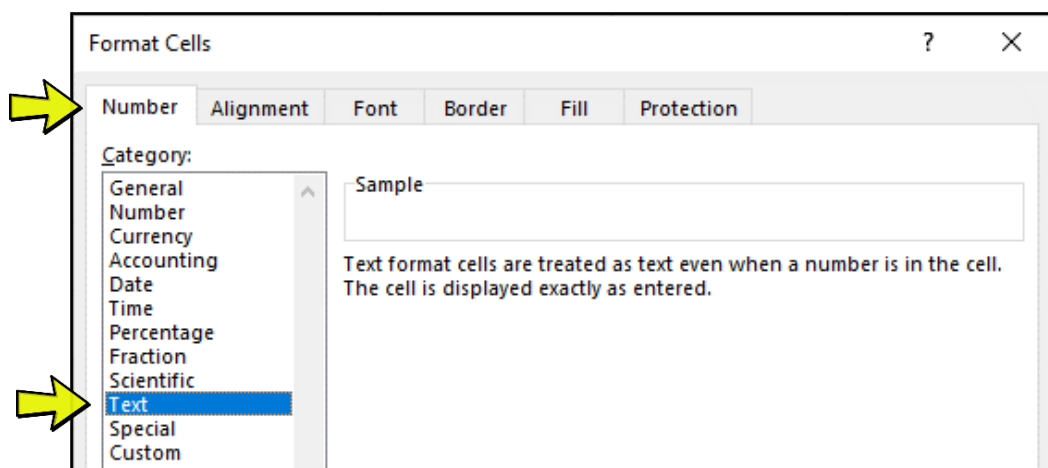 Format Cells ?
Number Alignment Font Border Fill Protection
Category:
General
Number
Currency
Accounting
Date
Time
Percentage
Fraction
Scientific
Text
Special
Custom
Sample
Text format cells are treated as text even when a number is in the cell.
The cell is displayed exactly as entered.